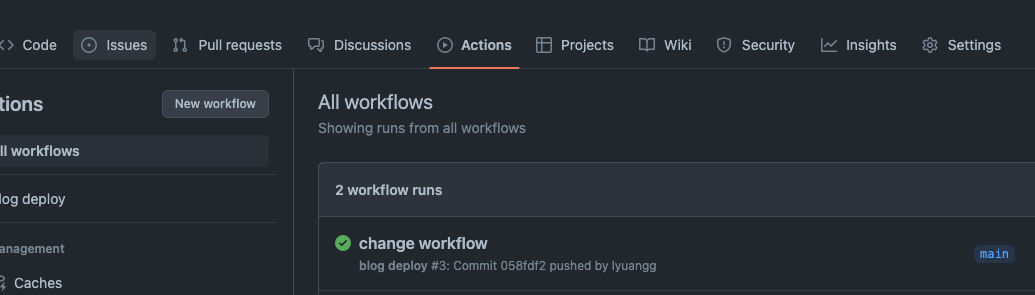 Code Issues Pull requests Discussions Actions Projects Wiki Security Insights Settings
tions
New workflow
ll workflows
log deploy
anagement
Caches
All workflows
Showing runs from all workflows
2 workflow runs
change workflow
blog deploy #3: Commit 058fdf2 pushed by lyuangg
main